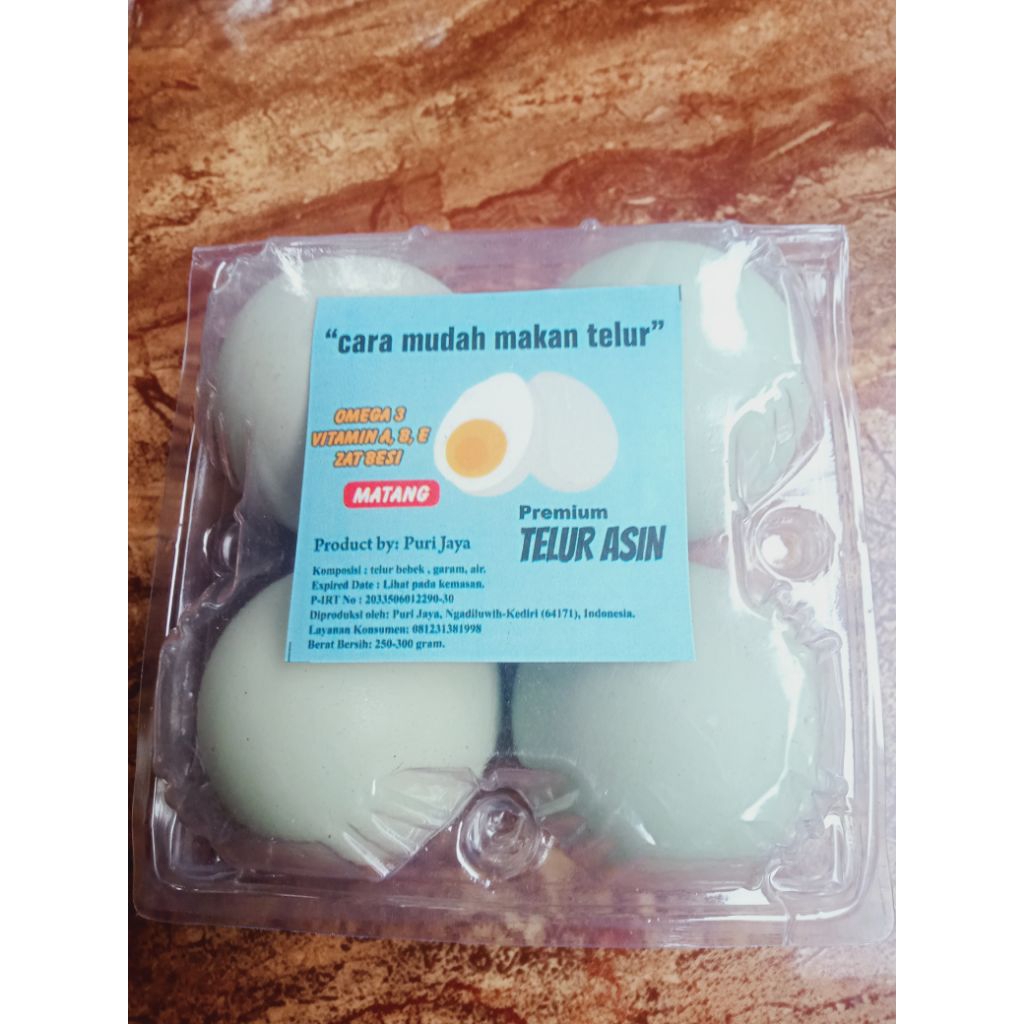 “cara mudah makan telur”
OMEGA 3
VITAMIN A, B, E
ZAT BESI
MATANG
Premium
TELUR ASIN
Product by: Puri Jaya
Komposisi : telur bebek , garam, air.
Expired Date : Lihat pada kemasan.
P-IRT No : 2033506012290-30
Diproduksi oleh: Puri Jaya, Ngadiluwih-Kediri (64171), Indonesia.
Layanan Konsumen: 081231381998
Berat Bersih: 250-300 gram.